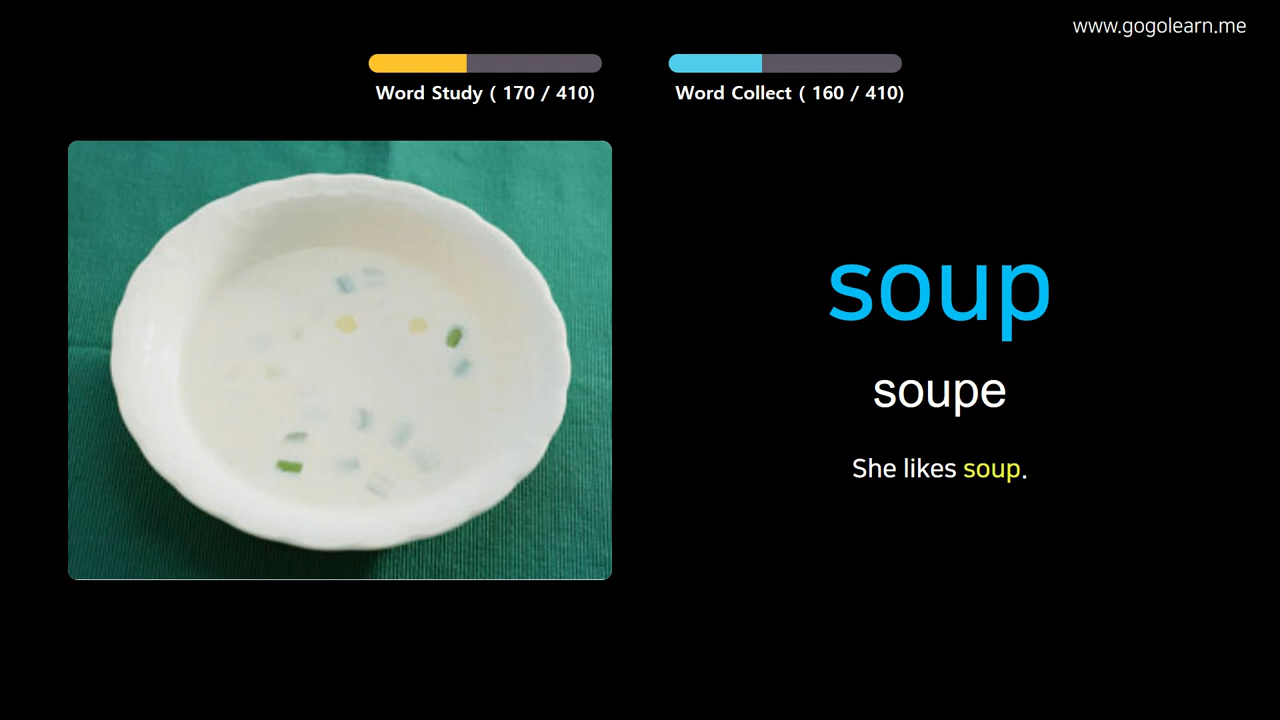 www.gogolearn.me
Word Study ( 170 / 410)
Word Collect ( 160 / 410)
soup
soupe
She likes soup.